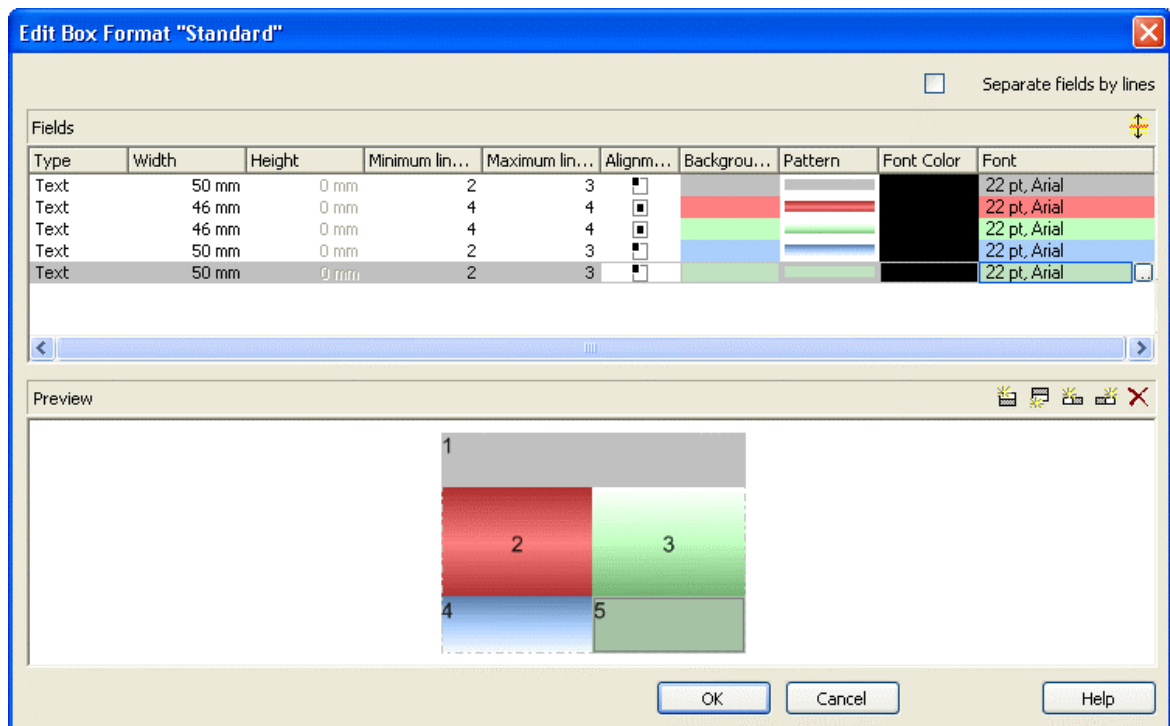 Edit Box Format "Standard"
Separate fields by lines
Fields
Type Width Height Minimum lin... Maximum lin... Alignm... Backgrou... Pattern Font Color Font
Text 50 mm 0 mm 2 3 22 pt, Arial
Text 46 mm 0 mm 4 4 22 pt, Arial
Text 46 mm 0 mm 4 4 22 pt, Arial
Text 50 mm 0 mm 2 3 22 pt, Arial
Text 50 mm 0 mm 2 3 22 pt, Arial ...
Preview
1
2 3
4 5
OK Cancel Help